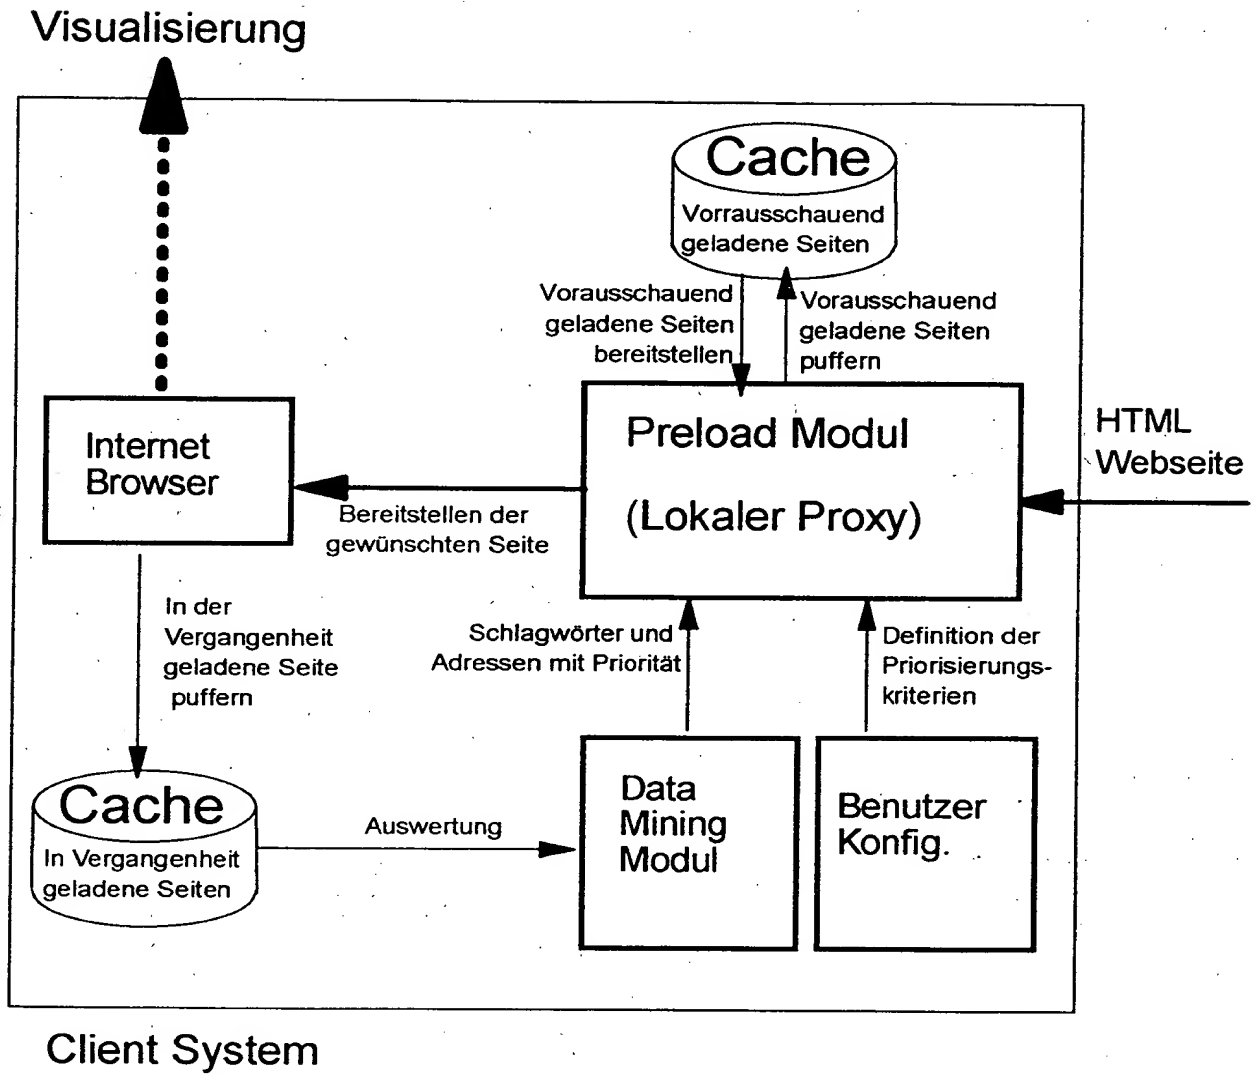 Visualisierung
Cache
Vorrausschauend
geladene Seiten
Vorausschauend
geladene Seiten
bereitstellen
Vorausschauend
geladene Seiten
puffern
Internet
Browser
Preload Modul
(Lokaler Proxy)
HTML
Webseite
Bereitstellen der
gewünschten Seite
In der
Vergangenheit
geladene Seite
puffern
Schlagwörter und
Adressen mit Priorität
Definition der
Priorisierungs-
kriterien
Cache
In Vergangenheit
geladene Seiten
Auswertung
Data
Mining
Modul
Benutzer
Konfig.
Client System